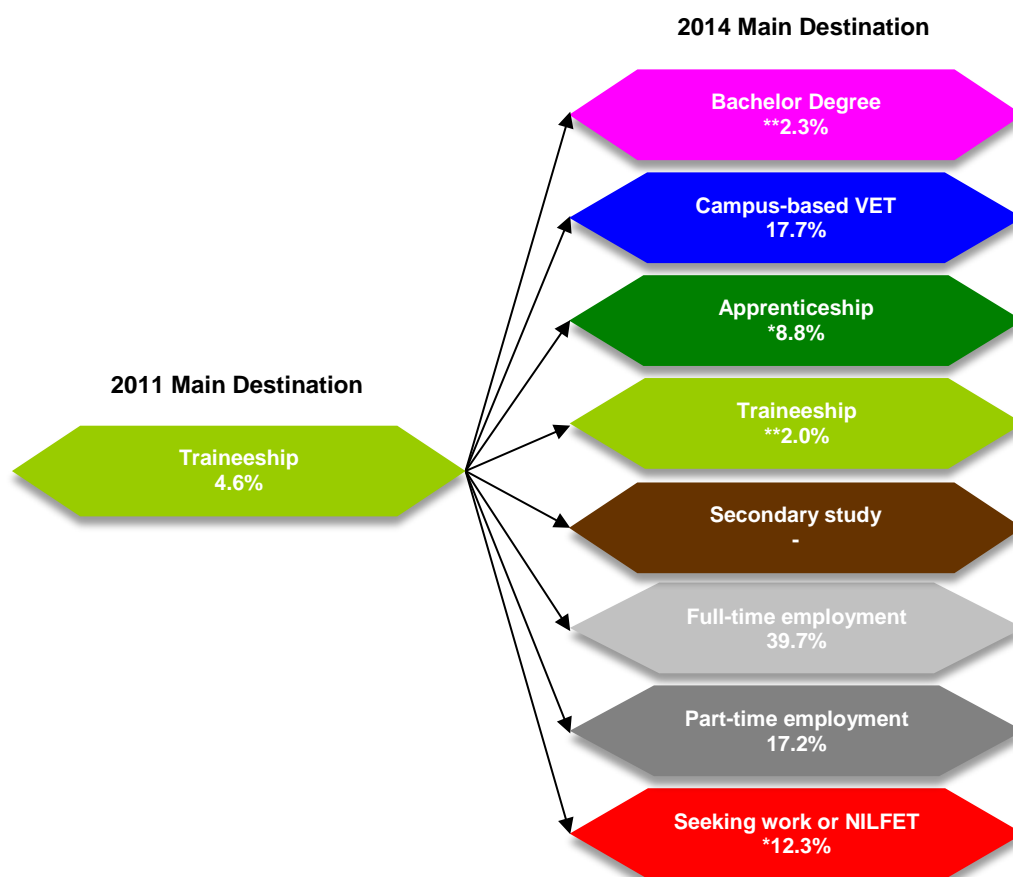 2014 Main Destination
Bachelor Degree
**2.3%
Campus-based VET
17.7%
Apprenticeship
*8.8%
2011 Main Destination
Traineeship
4.6%
Traineeship
**2.0%
Secondary study
-
Full-time employment
39.7%
Part-time employment
17.2%
Seeking work or NILFET
*12.3%